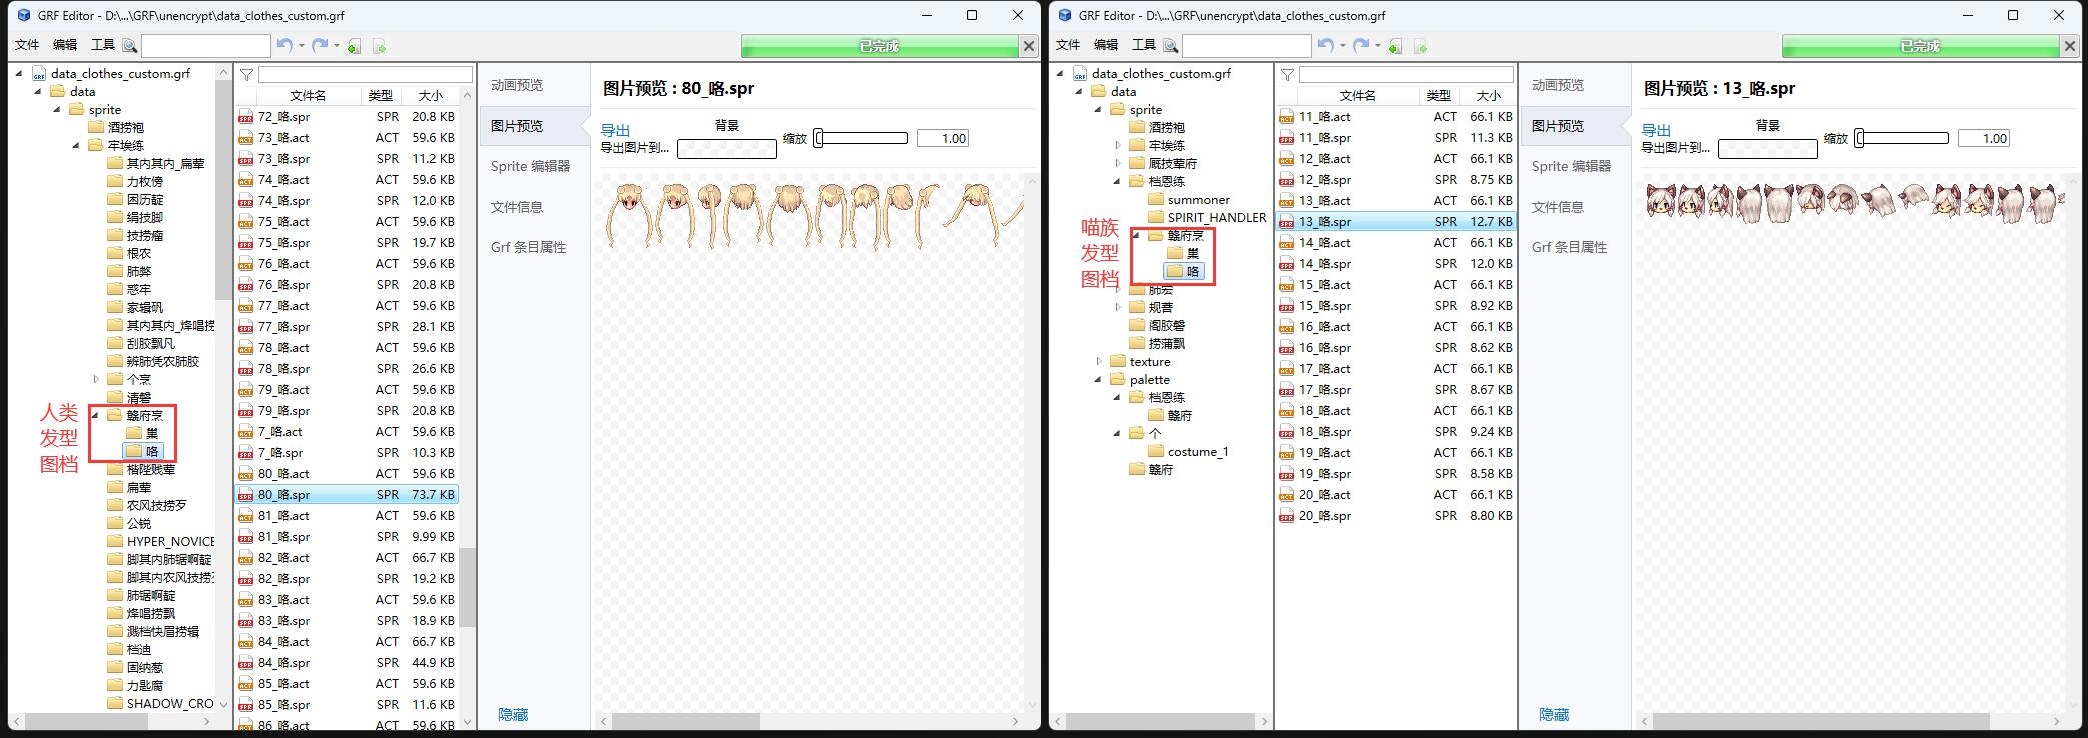 GRF Editor - D:\...\GRF\unencrypt\data_clothes_custom.grf
文件 编辑 工具
已完成
data_clothes_custom.grf
data
sprite
酒捞袍
牢埃练
其内其内_扁荤
力枚傍
困历靛
绢技脚
技捞瘤
根农
肺弊
惑牢
家辑矾
其内其内_烽唱捞
刮胶飘凡
辨肺凭农肺胶
个烹
清磐
赣府烹
巢
咯
楷陛贱荤
扁荤
农风技捞歹
公锐
HYPER_NOVICE
脚其内肺锯啊靛
脚其内农风技捞歹
肺锯啊靛
烽唱捞飘
溅档快眉捞辑
档迪
固纳葱
力匙腐
SHADOW_CRO
人类
发型
图档
文件名 类型 大小
72_咯.spr SPR 20.8 KB
73_咯.act ACT 59.6 KB
73_咯.spr SPR 11.2 KB
74_咯.act ACT 59.6 KB
74_咯.spr SPR 12.0 KB
75_咯.act ACT 59.6 KB
75_咯.spr SPR 19.7 KB
76_咯.act ACT 59.6 KB
76_咯.spr SPR 20.8 KB
77_咯.act ACT 59.6 KB
77_咯.spr SPR 28.1 KB
78_咯.act ACT 59.6 KB
78_咯.spr SPR 26.6 KB
79_咯.act ACT 59.6 KB
79_咯.spr SPR 20.8 KB
7_咯.act ACT 59.6 KB
7_咯.spr SPR 10.3 KB
80_咯.act ACT 59.6 KB
80_咯.spr SPR 73.7 KB
81_咯.act ACT 59.6 KB
81_咯.spr SPR 9.99 KB
82_咯.act ACT 66.7 KB
82_咯.spr SPR 19.2 KB
83_咯.act ACT 59.6 KB
83_咯.spr SPR 18.9 KB
84_咯.act ACT 66.7 KB
84_咯.spr SPR 44.9 KB
85_咯.act ACT 59.6 KB
85_咯.spr SPR 11.6 KB
86_咯.act ACT 59.6 KB
动画预览
图片预览
Sprite 编辑器
文件信息
Grf 条目属性
隐藏
图片预览 : 80_咯.spr
导出
导出图片到...
背景
缩放
1.00
GRF Editor - D:\...\GRF\unencrypt\data_clothes_custom.grf
文件 编辑 工具
已完成
data_clothes_custom.grf
data
sprite
酒捞袍
牢埃练
厩技荤府
档恩练
summoner
SPIRIT_HANDLER
赣府烹
巢
咯
肺宏
规菩
阁胶磐
捞蒲飘
texture
palette
档恩练
赣府
个
costume_1
赣府
喵族
发型
图档
文件名 类型 大小
11_咯.act ACT 66.1 KB
11_咯.spr SPR 11.3 KB
12_咯.act ACT 66.1 KB
12_咯.spr SPR 8.75 KB
13_咯.act ACT 66.1 KB
13_咯.spr SPR 12.7 KB
14_咯.act ACT 66.1 KB
14_咯.spr SPR 12.0 KB
15_咯.act ACT 66.1 KB
15_咯.spr SPR 8.92 KB
16_咯.act ACT 66.1 KB
16_咯.spr SPR 8.62 KB
17_咯.act ACT 66.1 KB
17_咯.spr SPR 8.67 KB
18_咯.act ACT 66.1 KB
18_咯.spr SPR 9.24 KB
19_咯.act ACT 66.1 KB
19_咯.spr SPR 8.58 KB
20_咯.act ACT 66.1 KB
20_咯.spr SPR 8.80 KB
动画预览
图片预览
Sprite 编辑器
文件信息
Grf 条目属性
隐藏
图片预览 : 13_咯.spr
导出
导出图片到...
背景
缩放
1.00